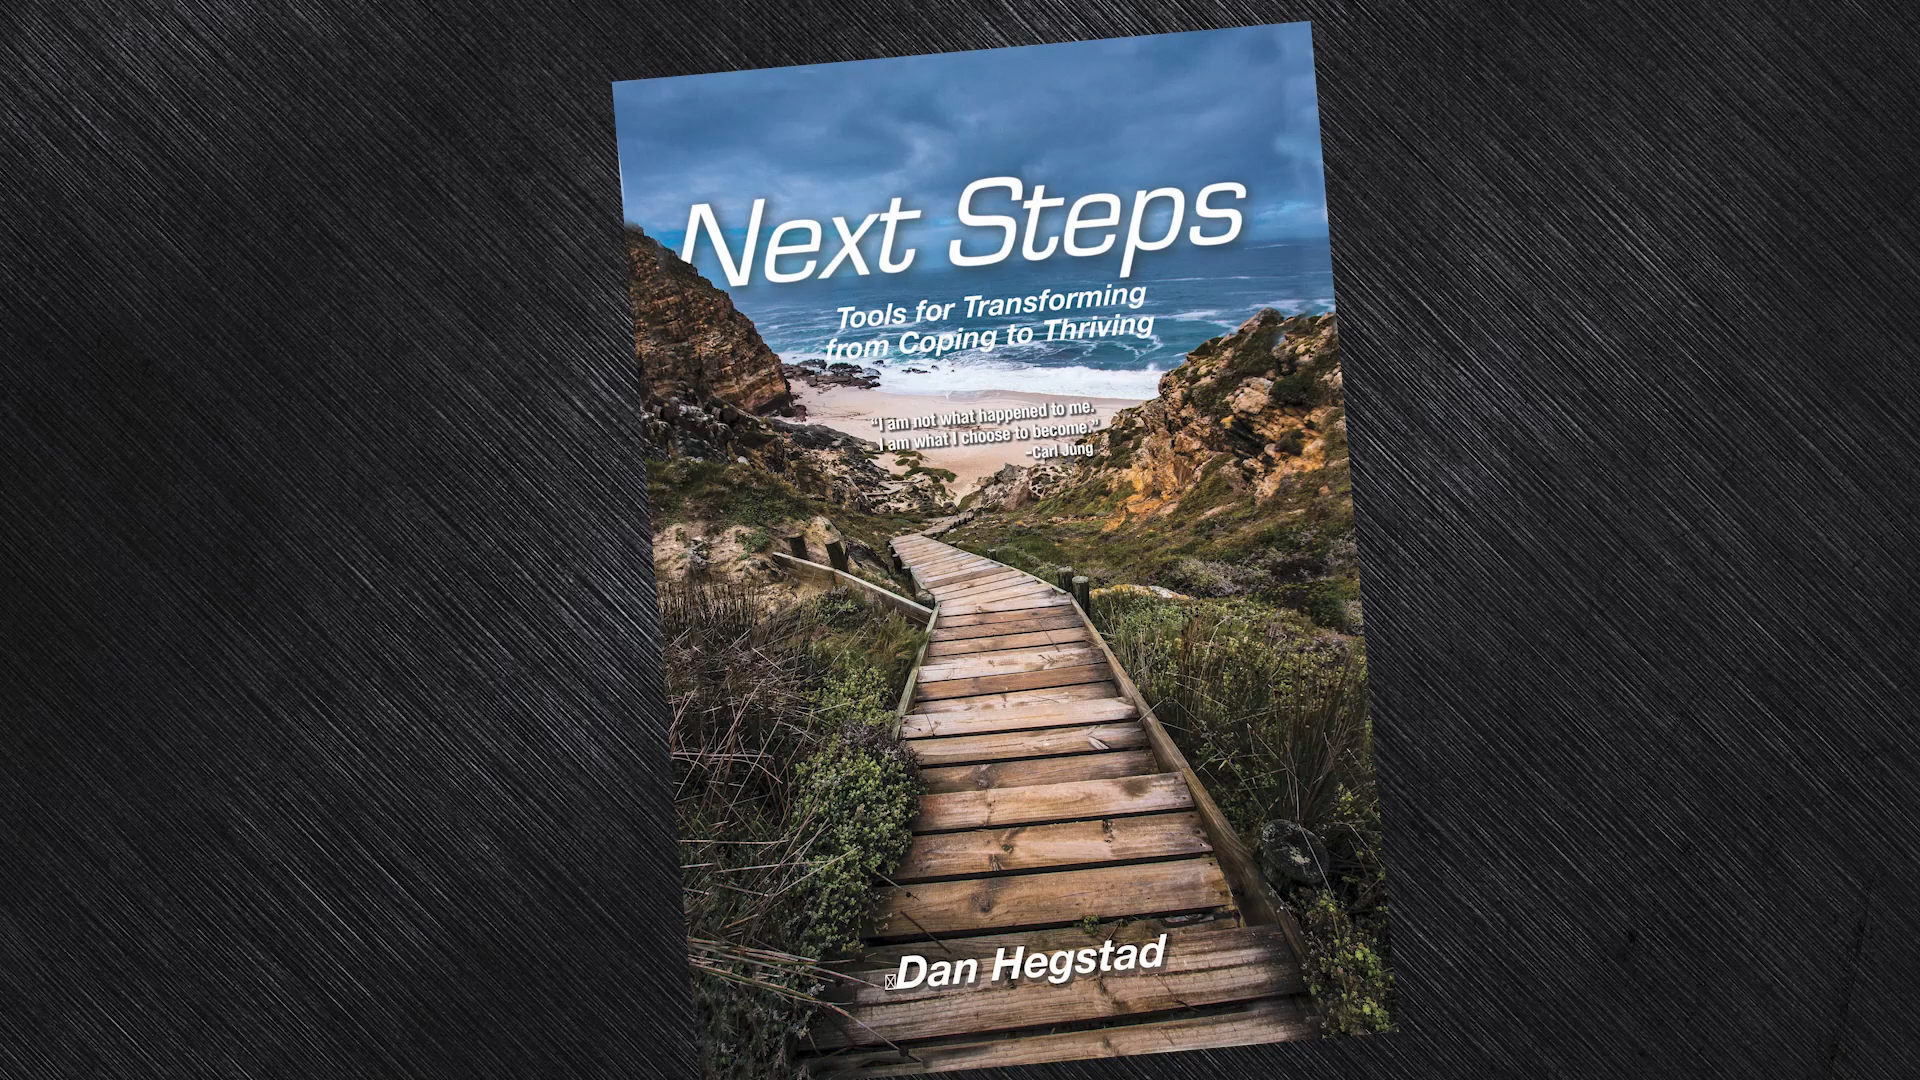 Next Steps
Tools for Transforming
from Coping to Thriving
“I am not what happened to me.
I am what I choose to become.”
-Carl Jung
Dan Hegstad